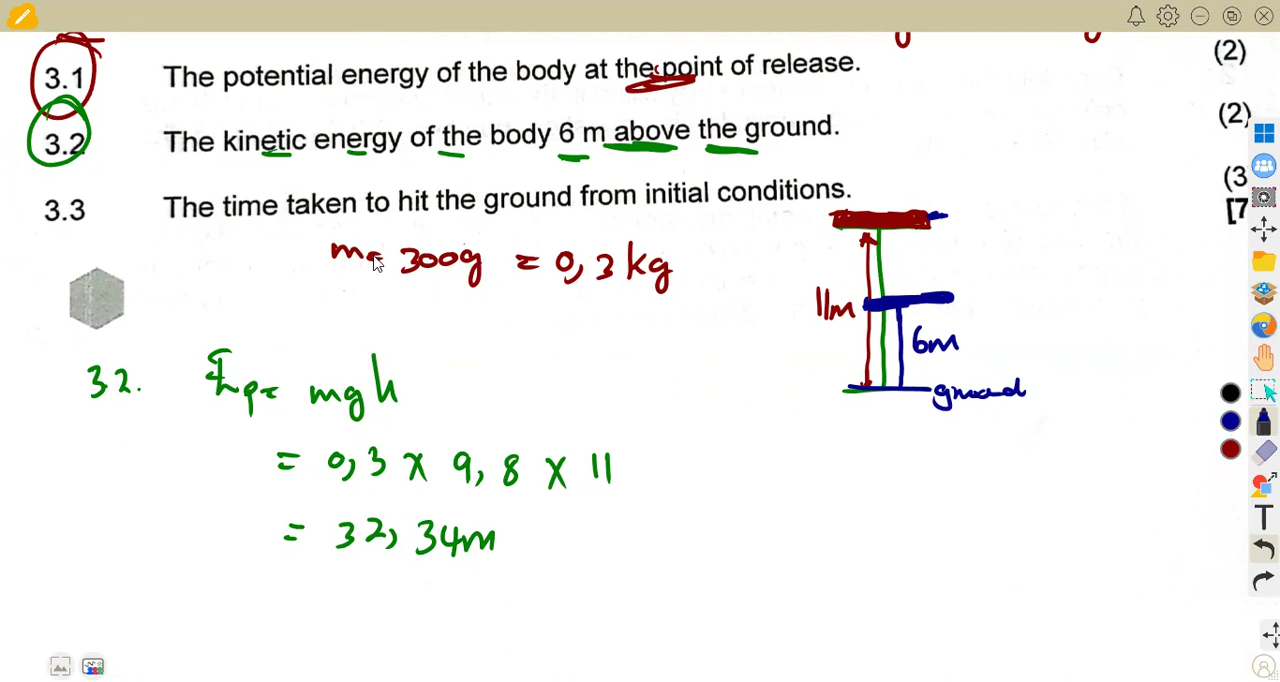 (2)
3.1 The potential energy of the body at the point of release.
(2)
3.2 The kinetic energy of the body 6 m above the ground.
(3
3.3 The time taken to hit the ground from initial conditions.
[7
m = 300g = 0,3 kg
11m
6m
ground
3.2. Ep = mgh
= 0,3 x 9,8 x 11
= 32,34m
T